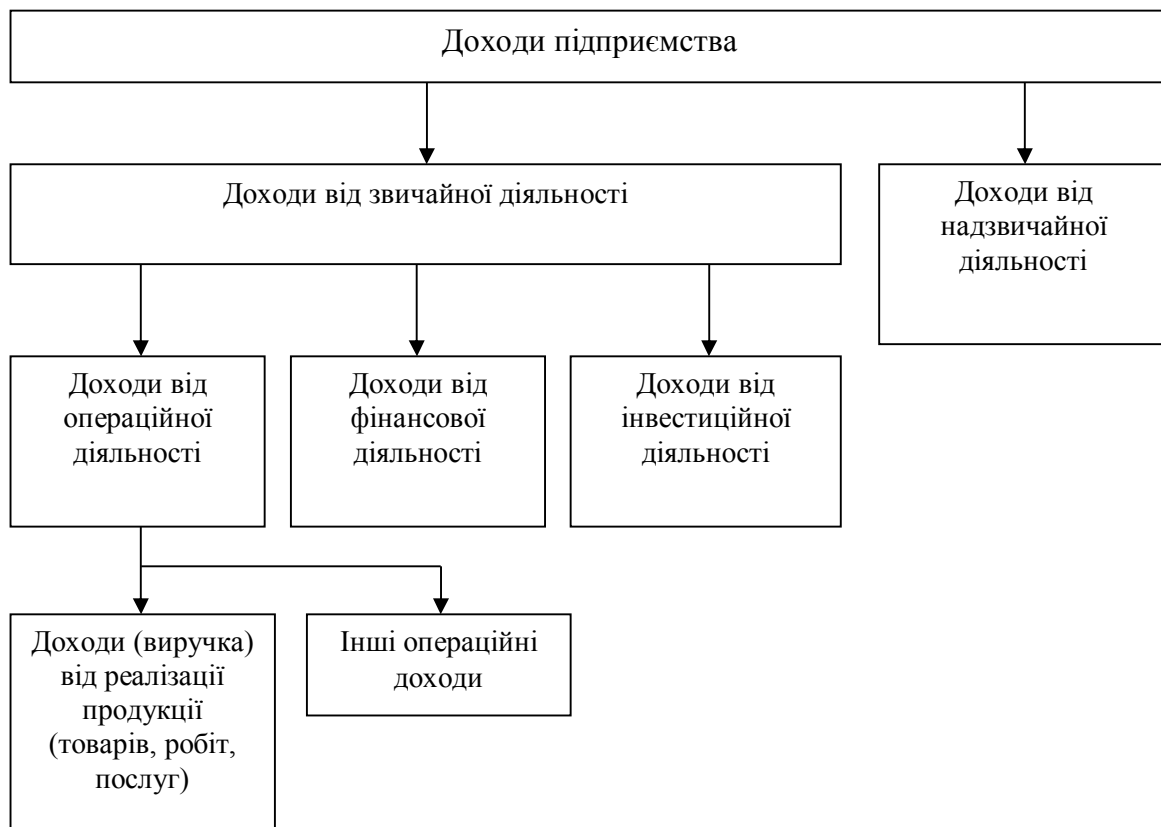 Доходи підприємства
Доходи від звичайної діяльності
Доходи від
надзвичайної
діяльності
Доходи від
операційної
діяльності
Доходи від
фінансової
діяльності
Доходи від
інвестиційної
діяльності
Доходи (виручка)
від реалізації
продукції
(товарів, робіт,
послуг)
Інші операційні
доходи